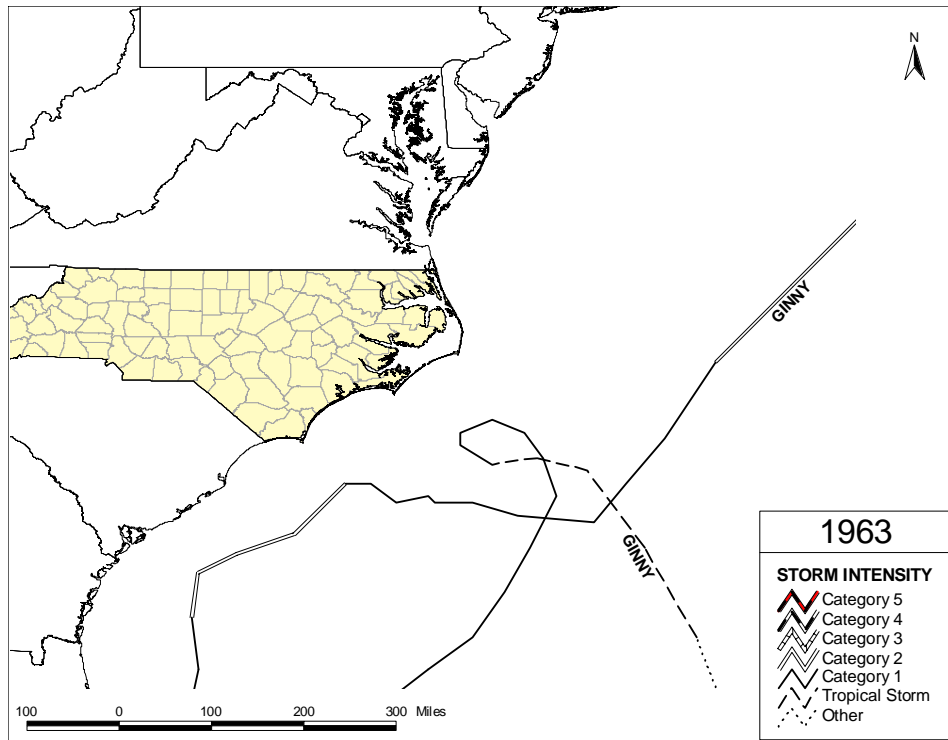 N
GINNY
GINNY
1963
STORM INTENSITY
Category 5
Category 4
Category 3
Category 2
Category 1
Tropical Storm
Other
100 0 100 200 300 Miles